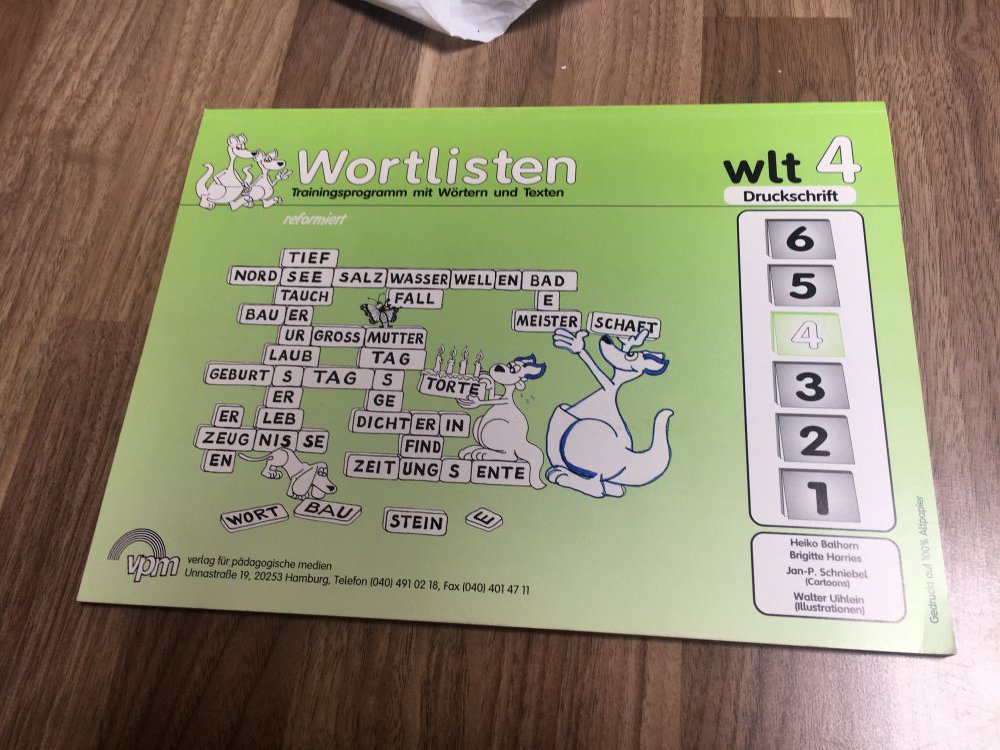 Wortlisten
Trainingsprogramm mit Wörtern und Texten
reformiert
wlt 4
Druckschrift
6
5
4
3
2
1
TIEF
NORD SEE SALZ WASSER WELL EN BAD
TAUCH FALL E
BAU ER MEISTER SCHAFT
UR GROSS MUTTER
LAUB TAG
GEBURT S TAG S TORTE
ER GE
ER LEB DICHT ER IN
ZEUG NIS SE FIND
EN ZEIT UNG S ENTE
WORT BAU STEIN E
vpm
verlag für pädagogische medien
Unnastraße 19, 20253 Hamburg, Telefon (040) 491 02 18, Fax (040) 401 47 11
Heiko Balhorn
Brigitte Harries
Jan-P. Schniebel
(Cartoons)
Walter Uihlein
(Illustrationen)
Gedruckt auf 100% Altpapier